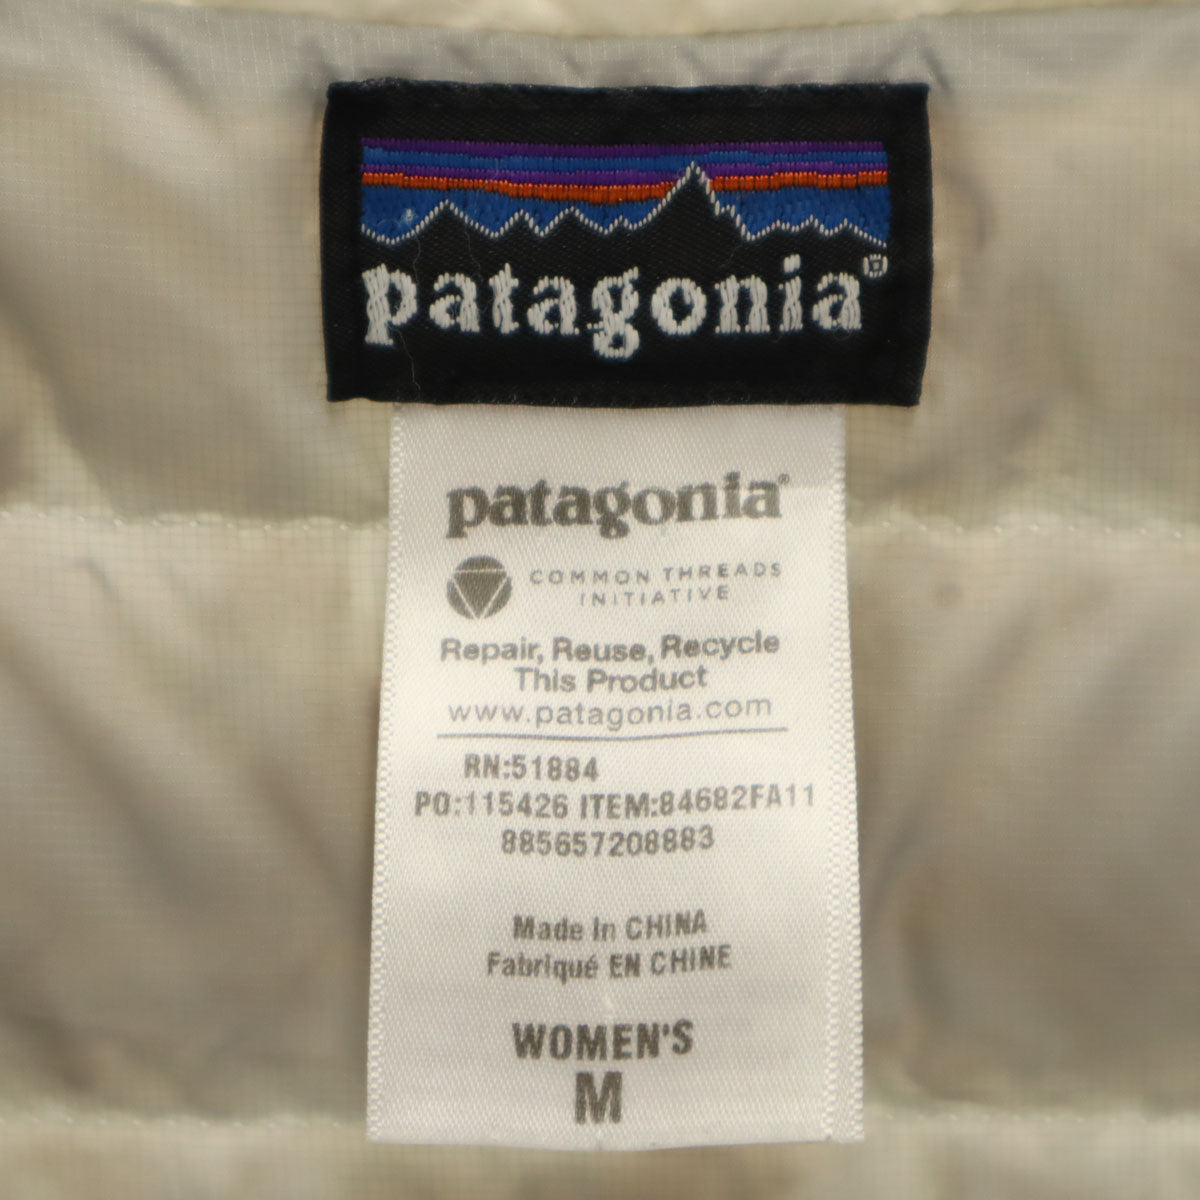 patagonia®
patagonia®
COMMON THREADS
INITIATIVE
Repair, Reuse, Recycle
This Product
www.patagonia.com
RN:51884
PO:115426 ITEM:84682FA11
885657208883
Made in CHINA
Fabriqué EN CHINE
WOMEN'S
M